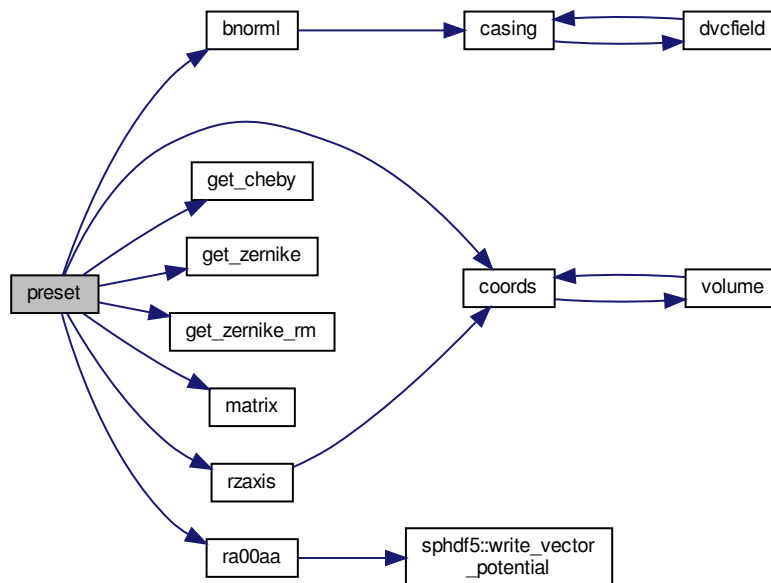 bnorml
casing
dvcfield
get_cheby
get_zernike
preset
coords
volume
get_zernike_rm
matrix
rzaxis
ra00aa
sphdf5::write_vector
_potential